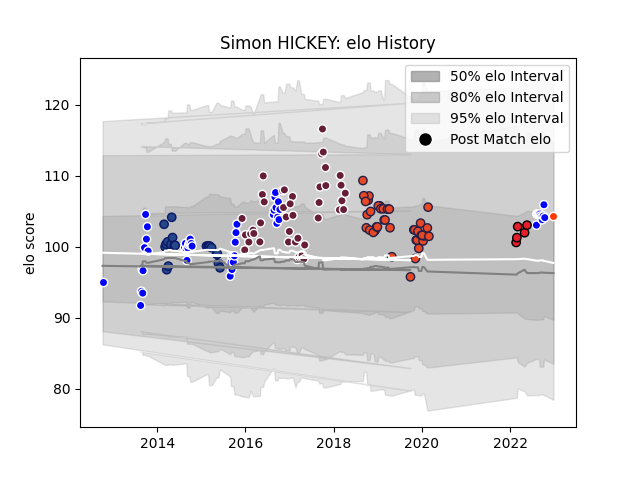 Simon HICKEY: elo History
50% elo Interval
80% elo Interval
95% elo Interval
Post Match elo
elo score
120
110
100
90
80
2014
2016
2018
2020
2022